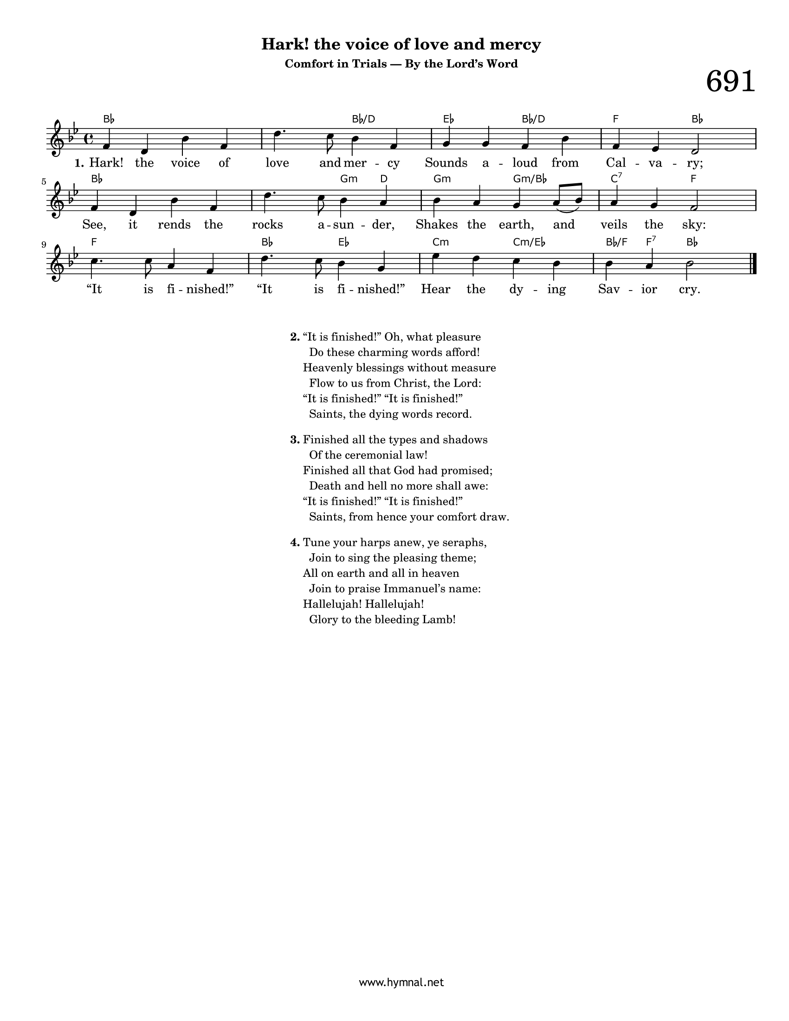 Hark! the voice of love and mercy
Comfort in Trials — By the Lord's Word
691
B♭ B♭/D E♭ B♭/D F B♭
1. Hark! the voice of love and mer - cy Sounds a - loud from Cal - va - ry;
5
B♭ Gm D Gm Gm/B♭ C7 F
See, it rends the rocks a - sun - der, Shakes the earth, and veils the sky:
9
F B♭ E♭ Cm Cm/E♭ B♭/F F7 B♭
“It is fi - nished!” “It is fi - nished!” Hear the dy - ing Sav - ior cry.
2. “It is finished!” Oh, what pleasure
Do these charming words afford!
Heavenly blessings without measure
Flow to us from Christ, the Lord:
“It is finished!” “It is finished!”
Saints, the dying words record.
3. Finished all the types and shadows
Of the ceremonial law!
Finished all that God had promised;
Death and hell no more shall awe:
“It is finished!” “It is finished!”
Saints, from hence your comfort draw.
4. Tune your harps anew, ye seraphs,
Join to sing the pleasing theme;
All on earth and all in heaven
Join to praise Immanuel's name:
Hallelujah! Hallelujah!
Glory to the bleeding Lamb!
www.hymnal.net